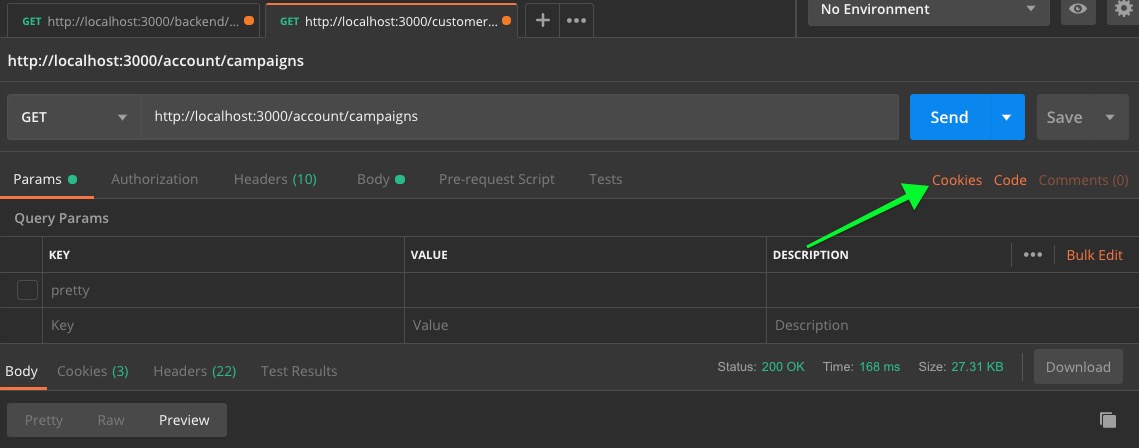 GET http://localhost:3000/backend/... GET http://localhost:3000/customer... + ••• No Environment
http://localhost:3000/account/campaigns
GET http://localhost:3000/account/campaigns Send Save
Params Authorization Headers (10) Body Pre-request Script Tests Cookies Code Comments (0)
Query Params
KEY VALUE DESCRIPTION ••• Bulk Edit
pretty
Key Value Description
Body Cookies (3) Headers (22) Test Results Status: 200 OK Time: 168 ms Size: 27.31 KB Download
Pretty Raw Preview